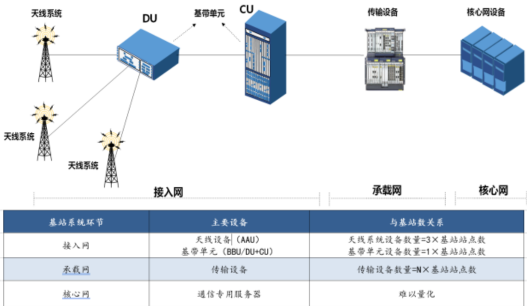 天线系统
DU
基带单元
CU
传输设备
核心网设备
天线系统
天线系统
接入网
承载网
核心网
基站系统环节
主要设备
与基站数关系
接入网
天线设备（AAU）
基带单元（BBU/DU+CU）
天线系统设备数量=3×基站站点数
基带单元设备数量=1×基站站点数
承载网
传输设备
传输设备数量=N×基站站点数
核心网
通信专用服务器
难以量化